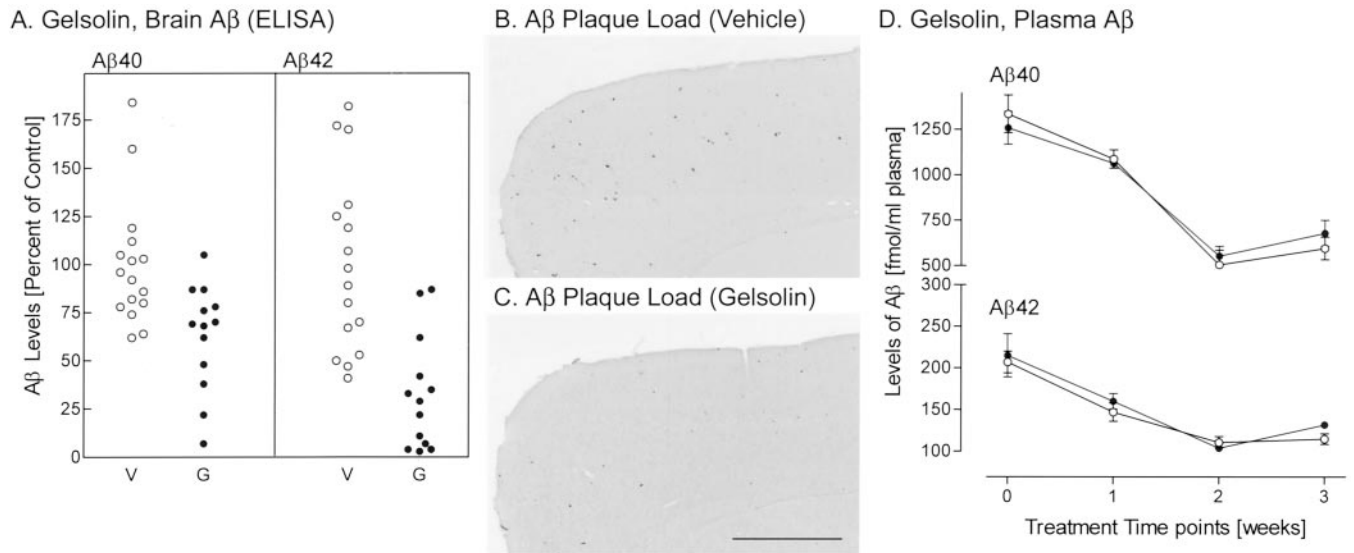 A. Gelsolin, Brain Aβ (ELISA)
Aβ40
Aβ42
Aβ Levels [Percent of Control]
175
150
125
100
75
50
25
0
V
G
V
G
B. Aβ Plaque Load (Vehicle)
C. Aβ Plaque Load (Gelsolin)
D. Gelsolin, Plasma Aβ
Aβ40
Levels of Aβ [fmol/ml plasma]
1250
1000
750
500
Aβ42
300
250
200
150
100
0
1
2
3
Treatment Time points [weeks]